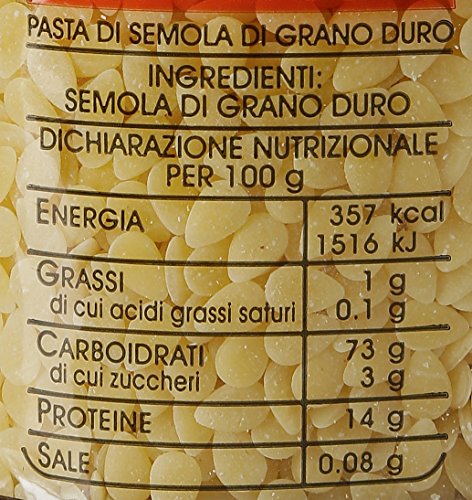 PASTA DI SEMOLA DI GRANO DURO
INGREDIENTI:
SEMOLA DI GRANO DURO
DICHIARAZIONE NUTRIZIONALE
PER 100 g
ENERGIA 357 kcal
1516 kJ
GRASSI 1 g
di cui acidi grassi saturi 0.1 g
CARBOIDRATI 73 g
di cui zuccheri 3 g
PROTEINE 14 g
SALE 0.08 g